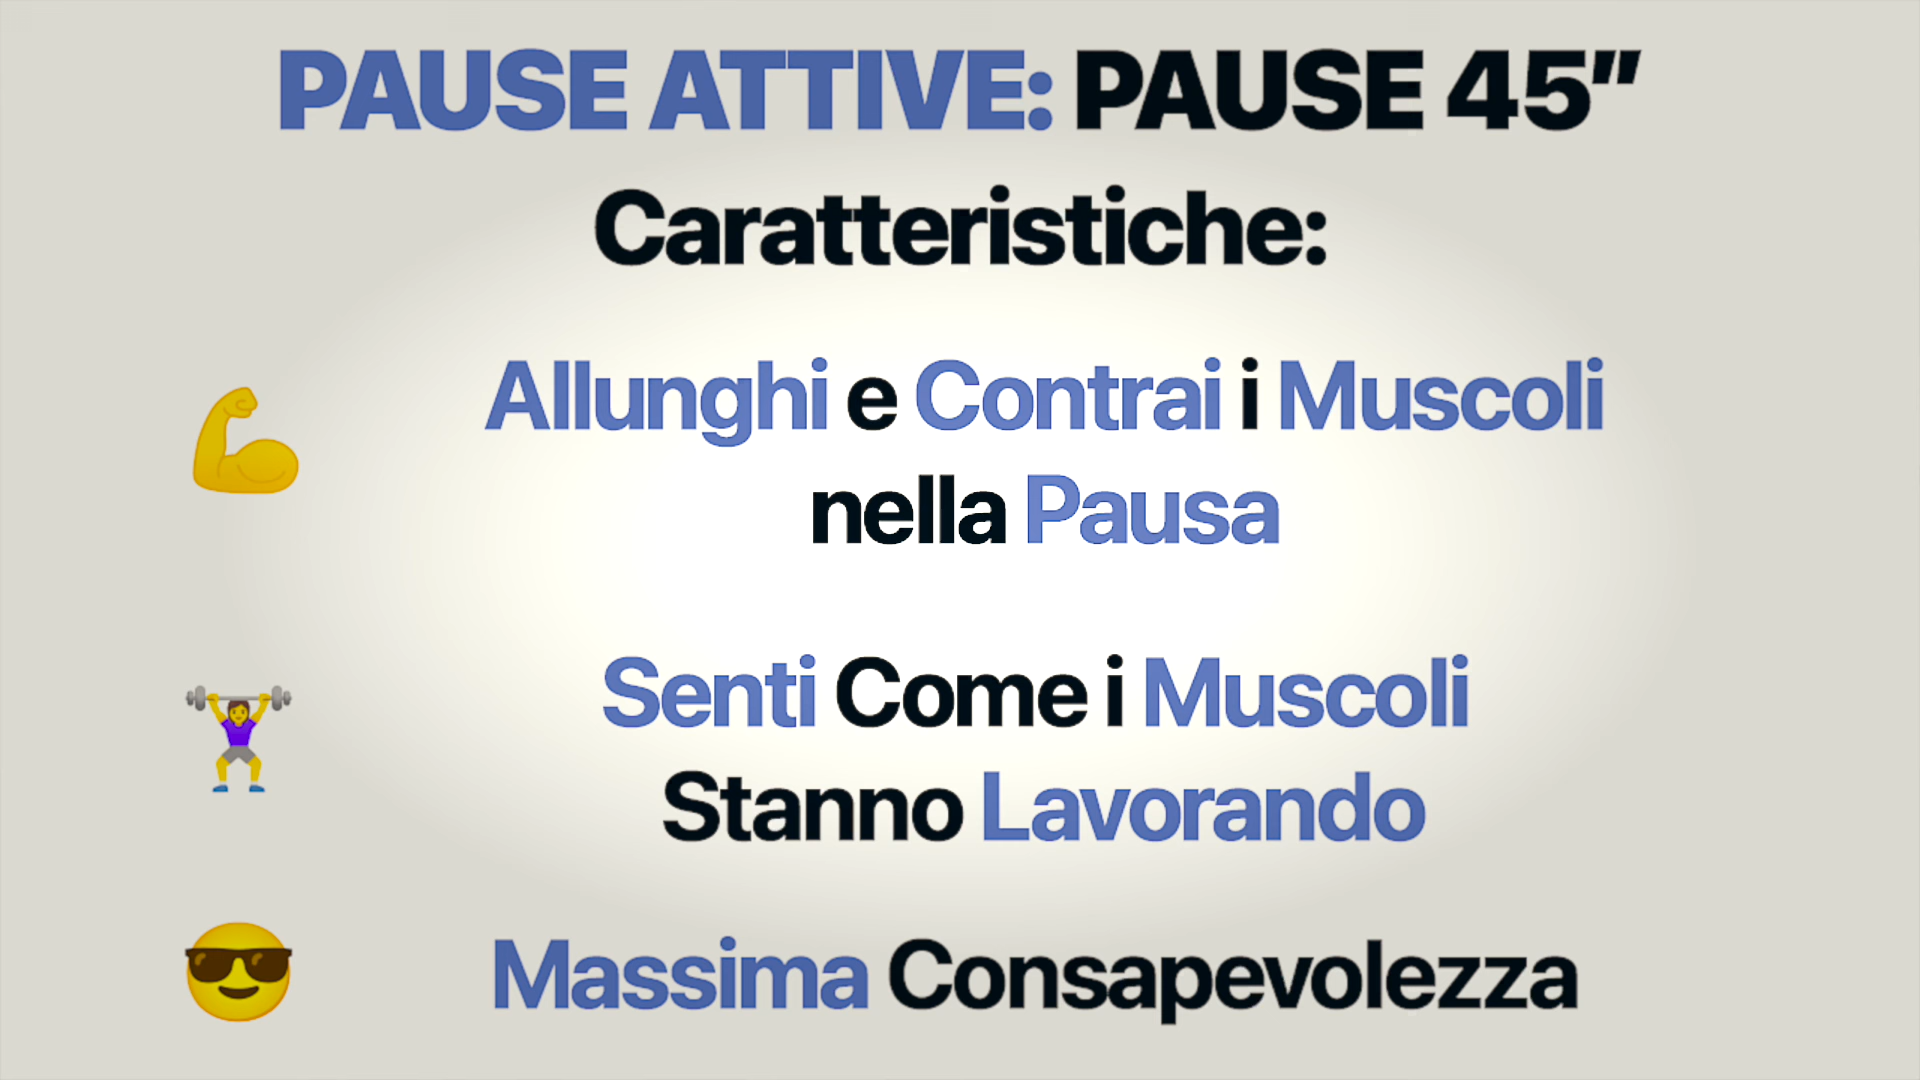 PAUSE ATTIVE: PAUSE 45"
Caratteristiche:
Allunghi e Contrai i Muscoli
nella Pausa
Senti Come i Muscoli
Stanno Lavorando
Massima Consapevolezza